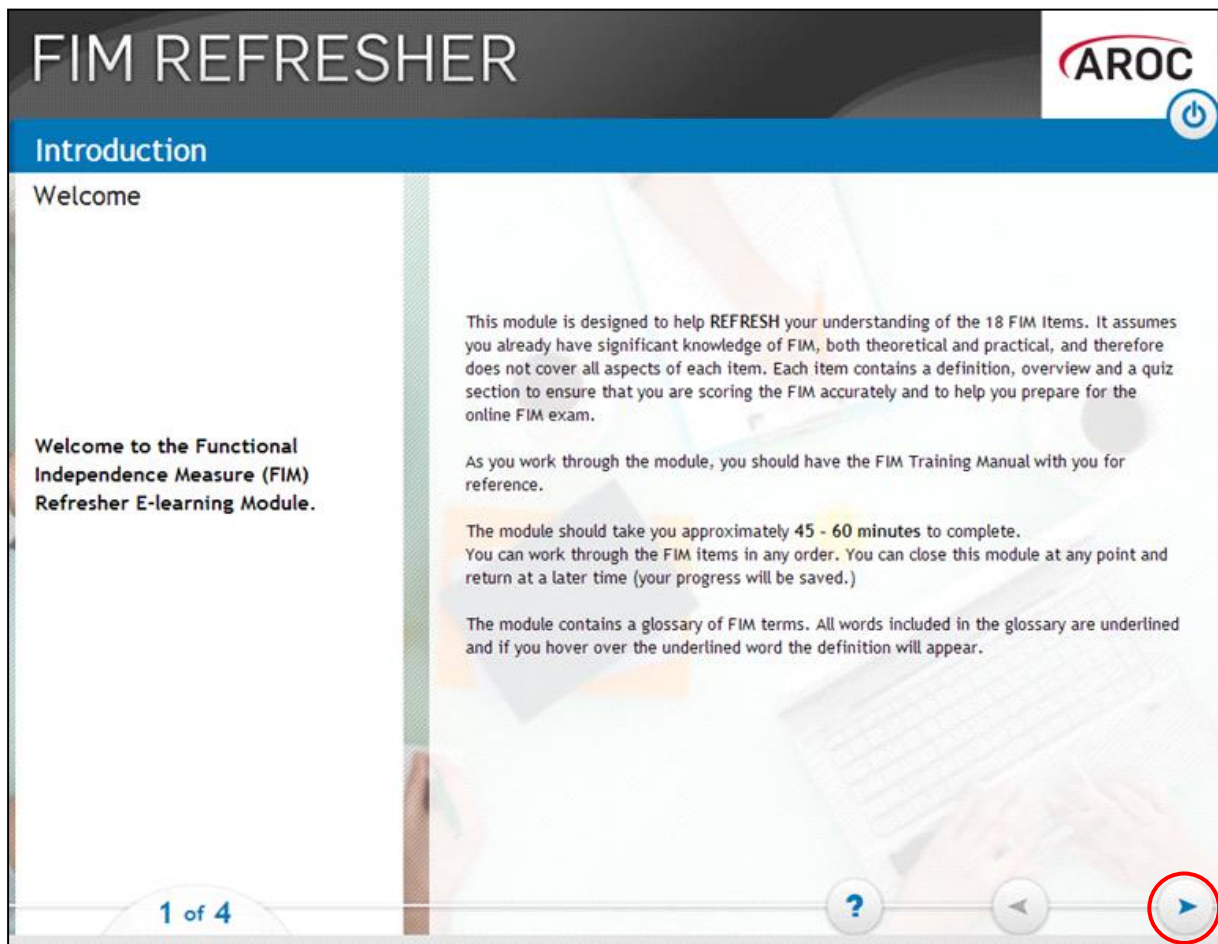 FIM REFRESHER
AROC
Introduction
Welcome
Welcome to the Functional
Independence Measure (FIM)
Refresher E-learning Module.
This module is designed to help REFRESH your understanding of the 18 FIM Items. It assumes
you already have significant knowledge of FIM, both theoretical and practical, and therefore
does not cover all aspects of each item. Each item contains a definition, overview and a quiz
section to ensure that you are scoring the FIM accurately and to help you prepare for the
online FIM exam.
As you work through the module, you should have the FIM Training Manual with you for
reference.
The module should take you approximately 45 - 60 minutes to complete.
You can work through the FIM items in any order. You can close this module at any point and
return at a later time (your progress will be saved.)
The module contains a glossary of FIM terms. All words included in the glossary are underlined
and if you hover over the underlined word the definition will appear.
1 of 4
?